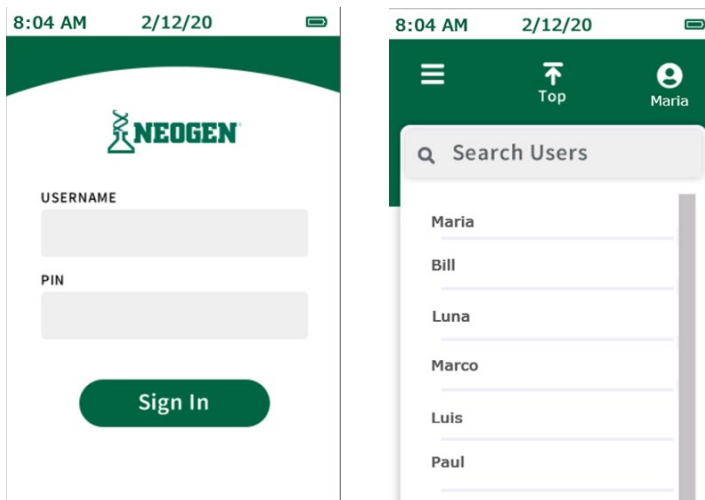 8:04 AM 2/12/20
NEOGEN
USERNAME
PIN
Sign In
8:04 AM 2/12/20
Top
Maria
Search Users
Maria
Bill
Luna
Marco
Luis
Paul